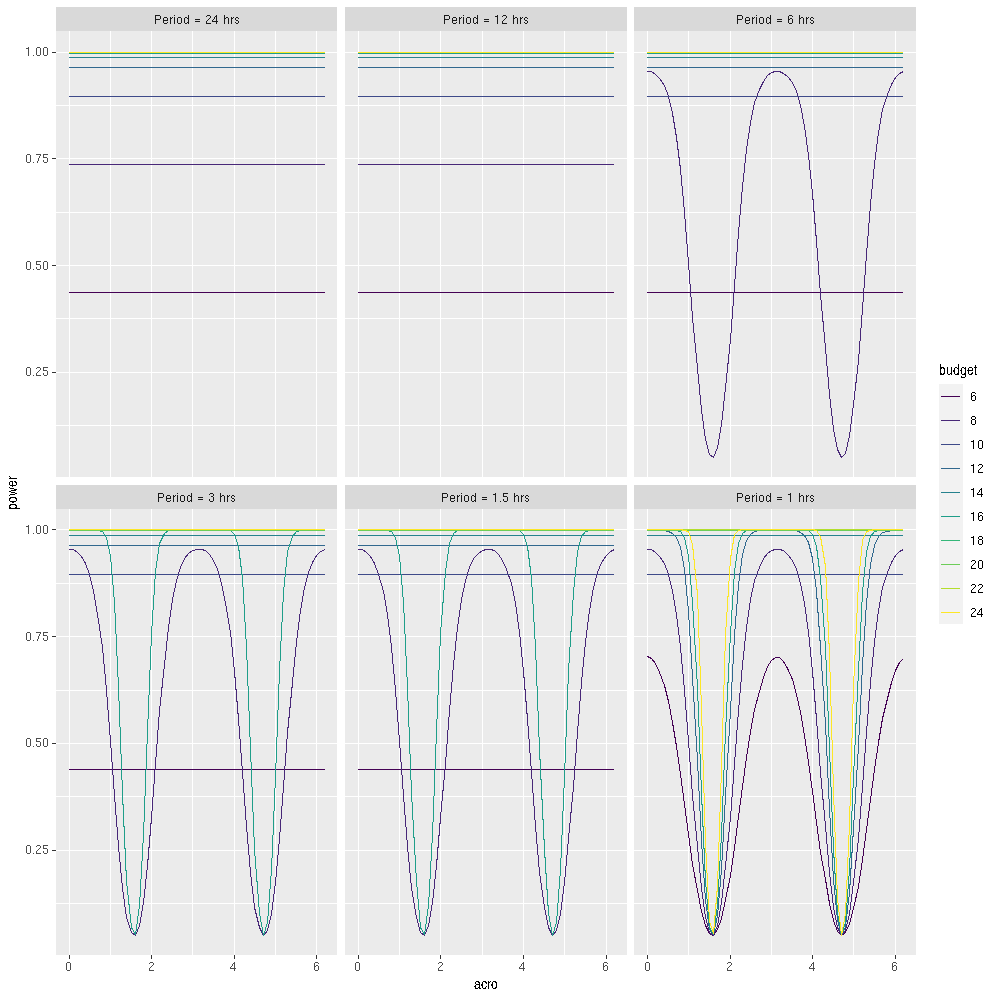 Period = 24 hrs
Period = 12 hrs
Period = 6 hrs
1.00
0.75
0.50
0.25
Period = 3 hrs
Period = 1.5 hrs
Period = 1 hrs
1.00
0.75
0.50
0.25
0 2 4 6
0 2 4 6
0 2 4 6
acro
power
budget
6
8
10
12
14
16
18
20
22
24